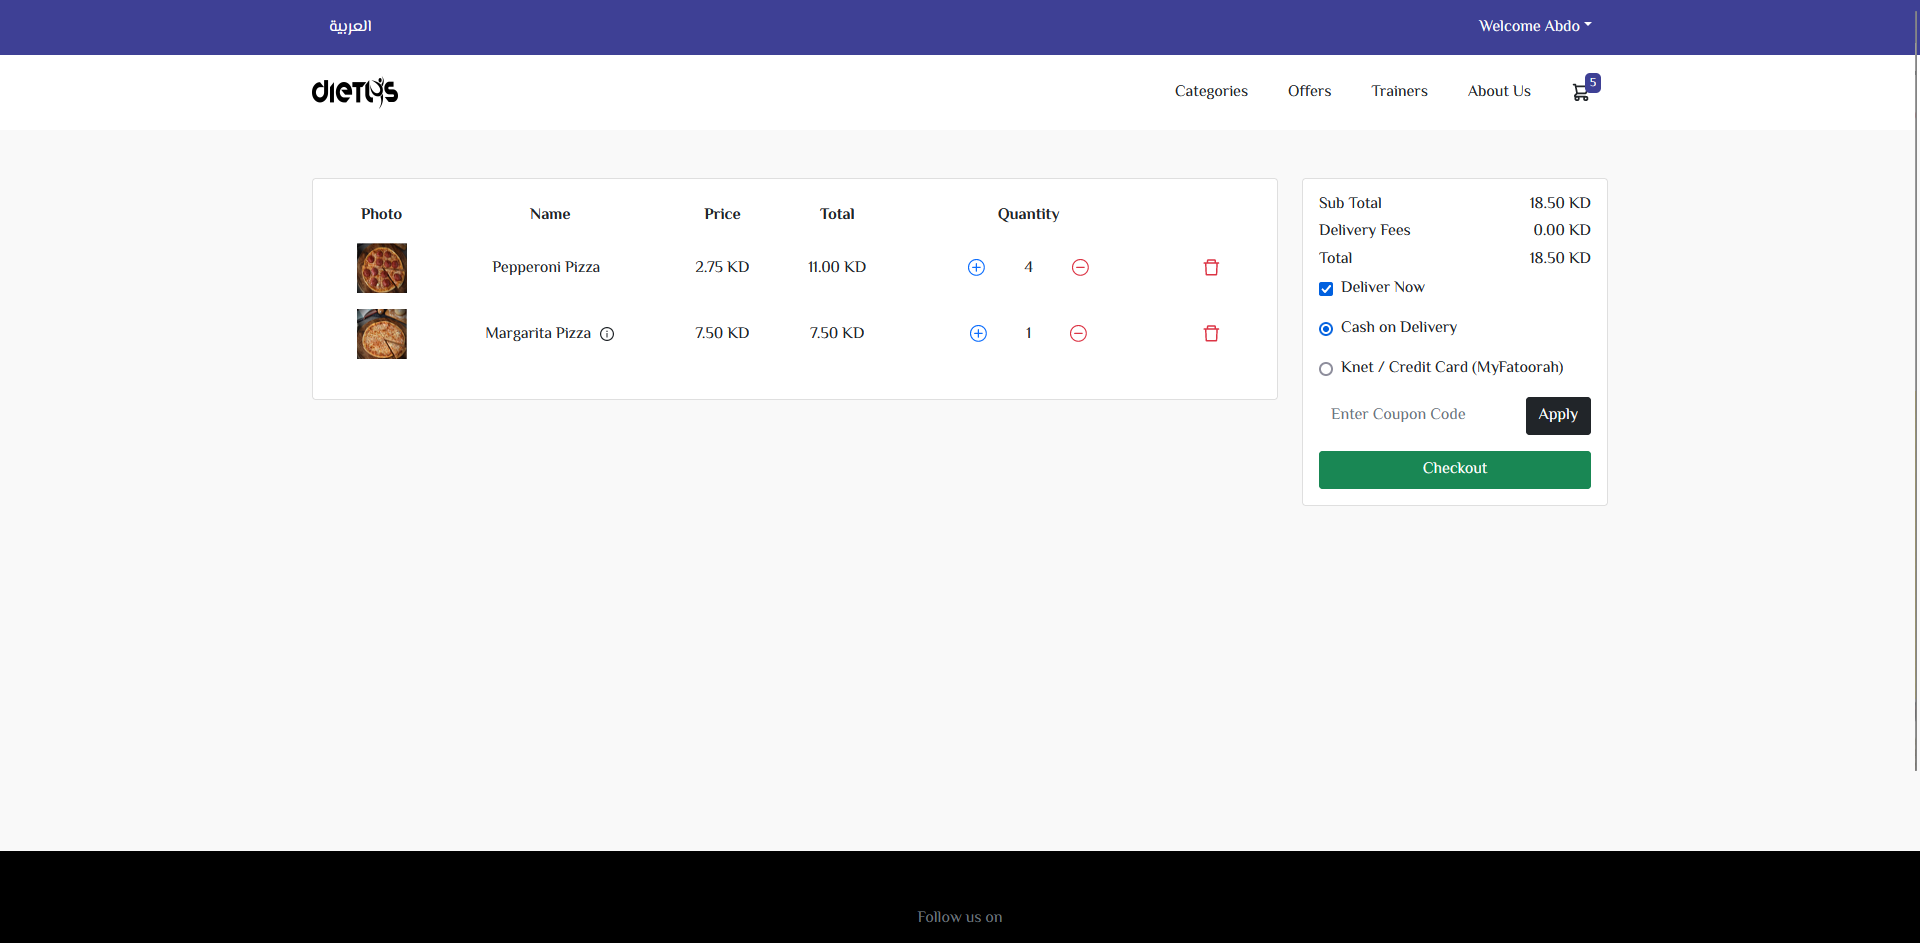 العربية
Welcome Abdo
DIETUS
Categories Offers Trainers About Us 5
Photo Name Price Total Quantity
Pepperoni Pizza 2.75 KD 11.00 KD 4
Margarita Pizza 7.50 KD 7.50 KD 1
Sub Total 18.50 KD
Delivery Fees 0.00 KD
Total 18.50 KD
Deliver Now
Cash on Delivery
Knet / Credit Card (MyFatoorah)
Enter Coupon Code Apply
Checkout
Follow us on